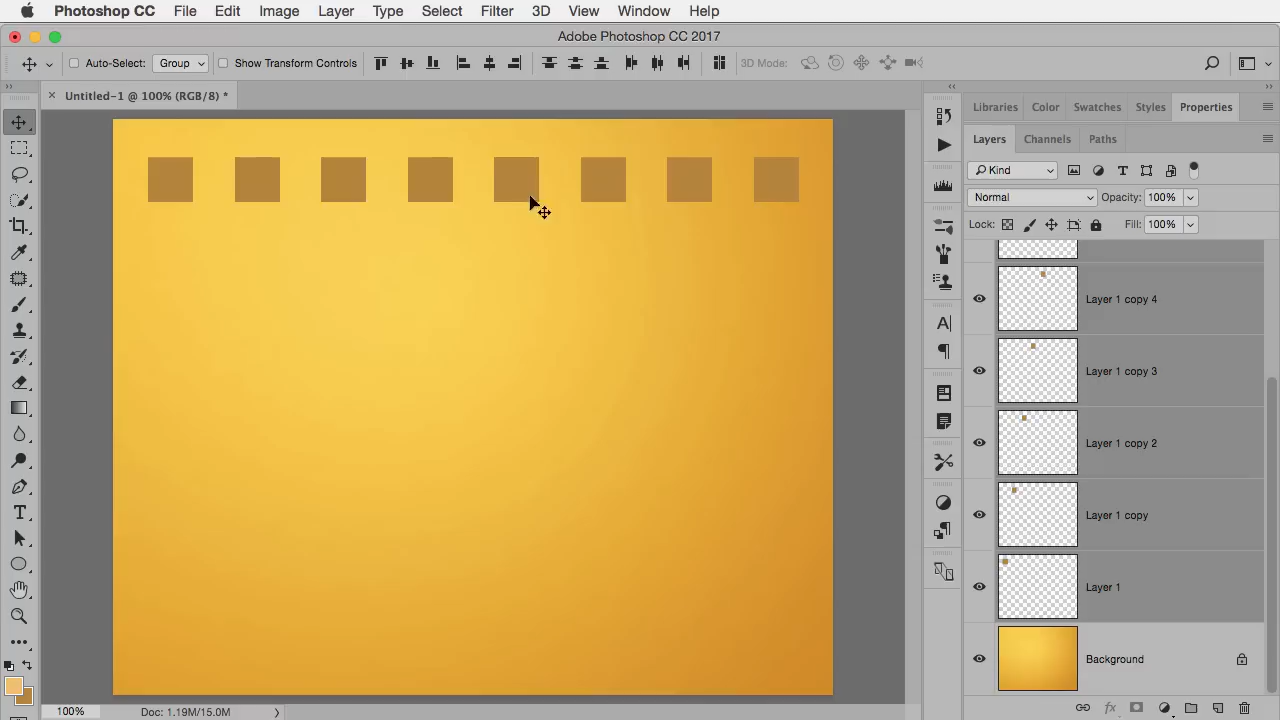 Photoshop CC File Edit Image Layer Type Select Filter 3D View Window Help
Adobe Photoshop CC 2017
Auto-Select: Group Show Transform Controls 3D Mode:
Untitled-1 @ 100% (RGB/8) *
Libraries Color Swatches Styles Properties
Layers Channels Paths
Kind
Normal Opacity: 100%
Lock: Fill: 100%
Layer 1 copy 4
Layer 1 copy 3
Layer 1 copy 2
Layer 1 copy
Layer 1
Background
100% Doc: 1.19M/15.0M